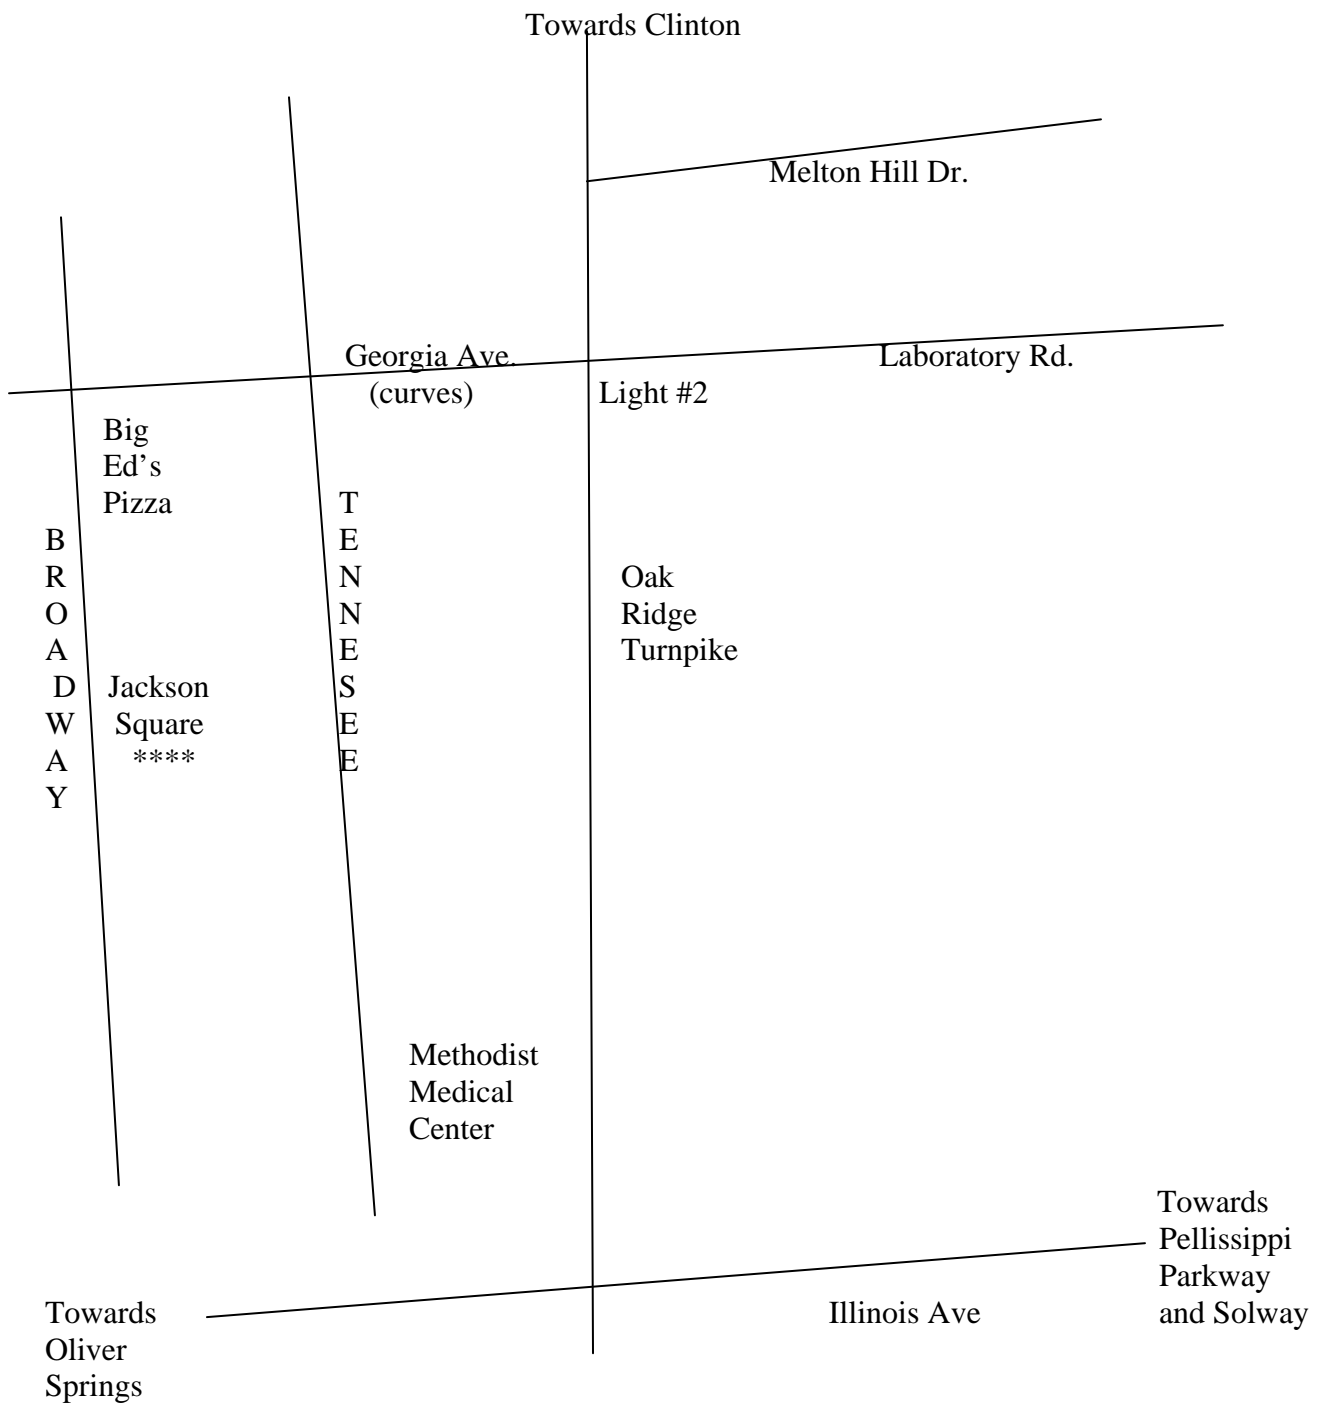 Towards Clinton
Melton Hill Dr.
Georgia Ave.
(curves)
Laboratory Rd.
Light #2
Big
Ed’s
Pizza
B
R
O
A
D
W
A
Y
T
E
N
N
E
S
E
E
Oak
Ridge
Turnpike
Jackson
Square
****
Methodist
Medical
Center
Towards
Pellissippi
Parkway
and Solway
Illinois Ave
Towards
Oliver
Springs